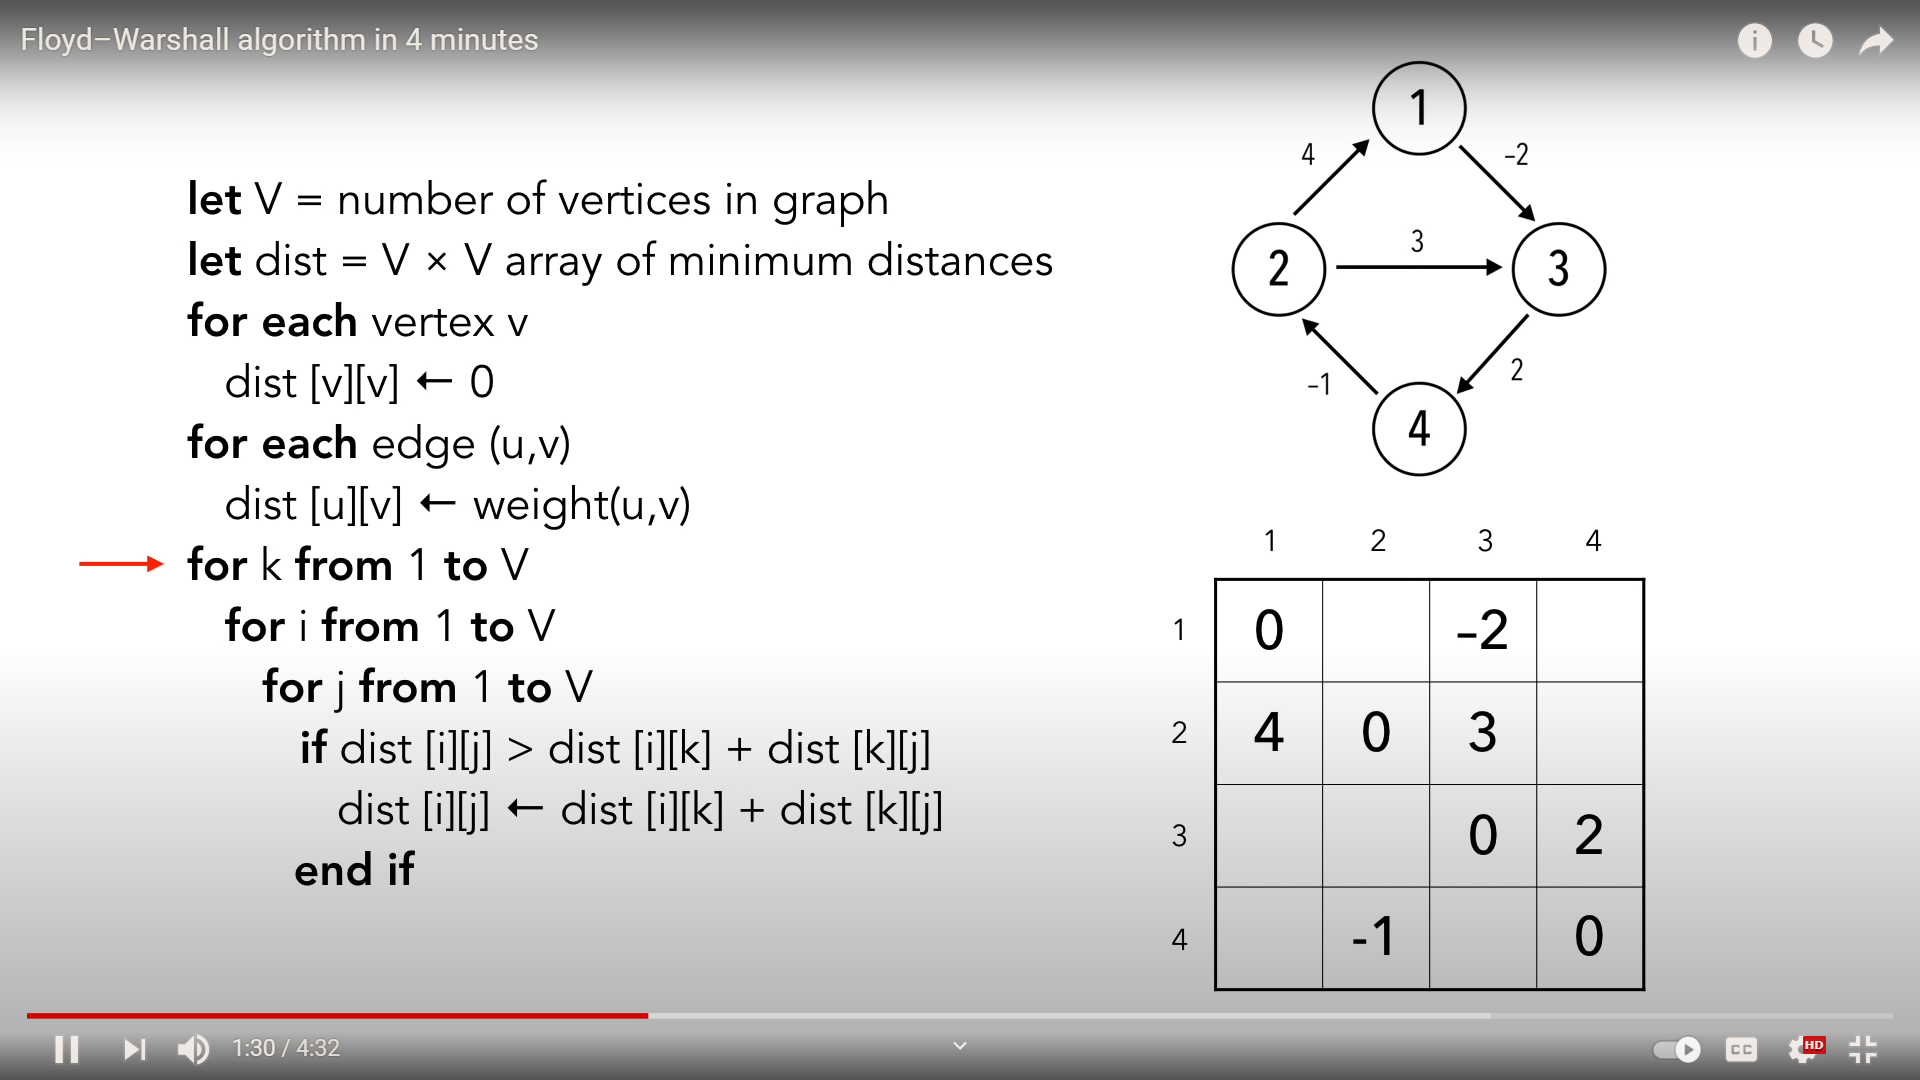 Floyd–Warshall algorithm in 4 minutes
let V = number of vertices in graph
let dist = V × V array of minimum distances
for each vertex v
dist [v][v] ← 0
for each edge (u,v)
dist [u][v] ← weight(u,v)
for k from 1 to V
for i from 1 to V
for j from 1 to V
if dist [i][j] > dist [i][k] + dist [k][j]
dist [i][j] ← dist [i][k] + dist [k][j]
end if
1
4
–2
3
2
3
–1
2
4
1 2 3 4
1 0 –2
2 4 0 3
3 0 2
4 -1 0
1:30 / 4:32
CC
HD